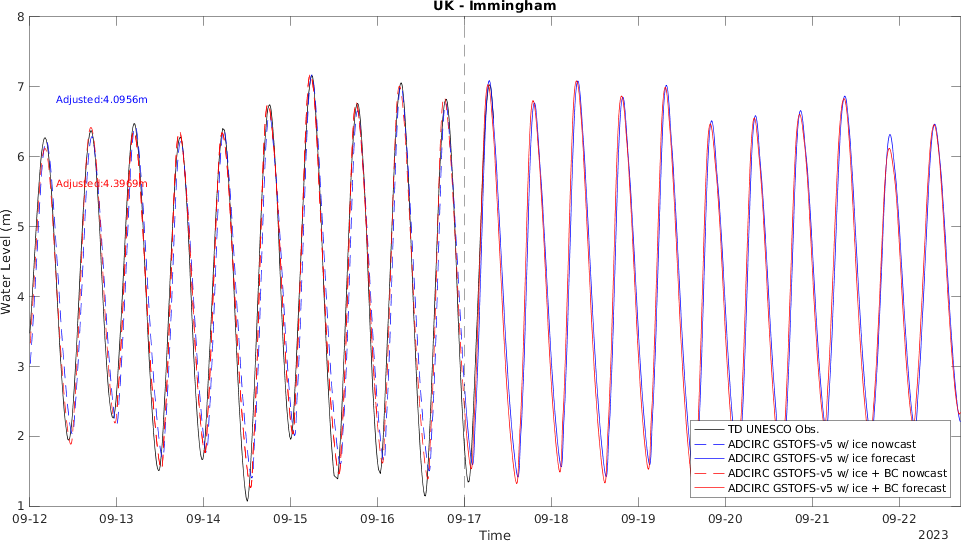 UK - Immingham
8
7
6
5
4
3
2
1
Water Level (m)
Adjusted:4.0956m
Adjusted:4.3969m
TD UNESCO Obs.
ADCIRC GSTOFS-v5 w/ ice nowcast
ADCIRC GSTOFS-v5 w/ ice forecast
ADCIRC GSTOFS-v5 w/ ice + BC nowcast
ADCIRC GSTOFS-v5 w/ ice + BC forecast
09-12 09-13 09-14 09-15 09-16 09-17 09-18 09-19 09-20 09-21 09-22
Time
2023